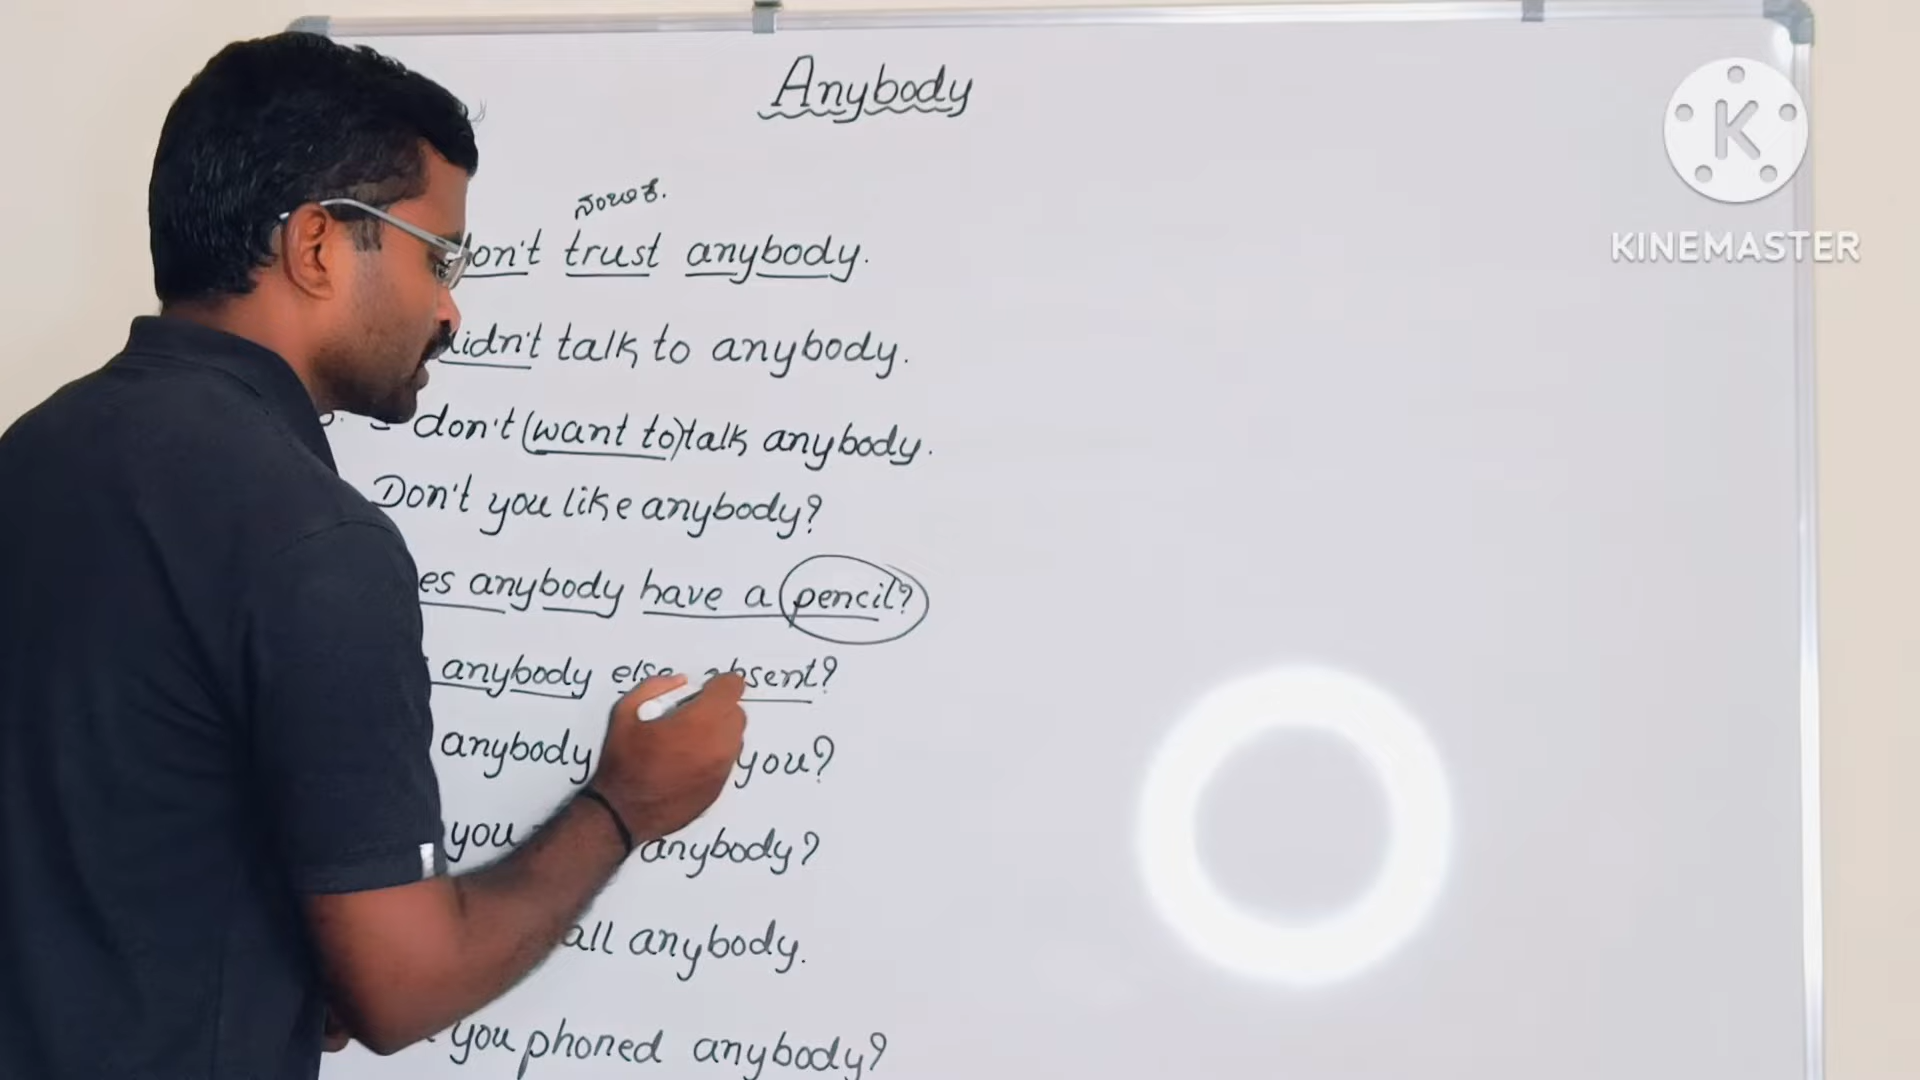 Anybody
ನಂಬಿಕೆ.
don't trust anybody.
didn't talk to anybody.
3. I don't (want to) talk anybody.
Don't you like anybody?
es anybody have a pencil?
anybody else absent?
anybody you?
you anybody?
all anybody.
you phoned anybody?
K
KINEMASTER